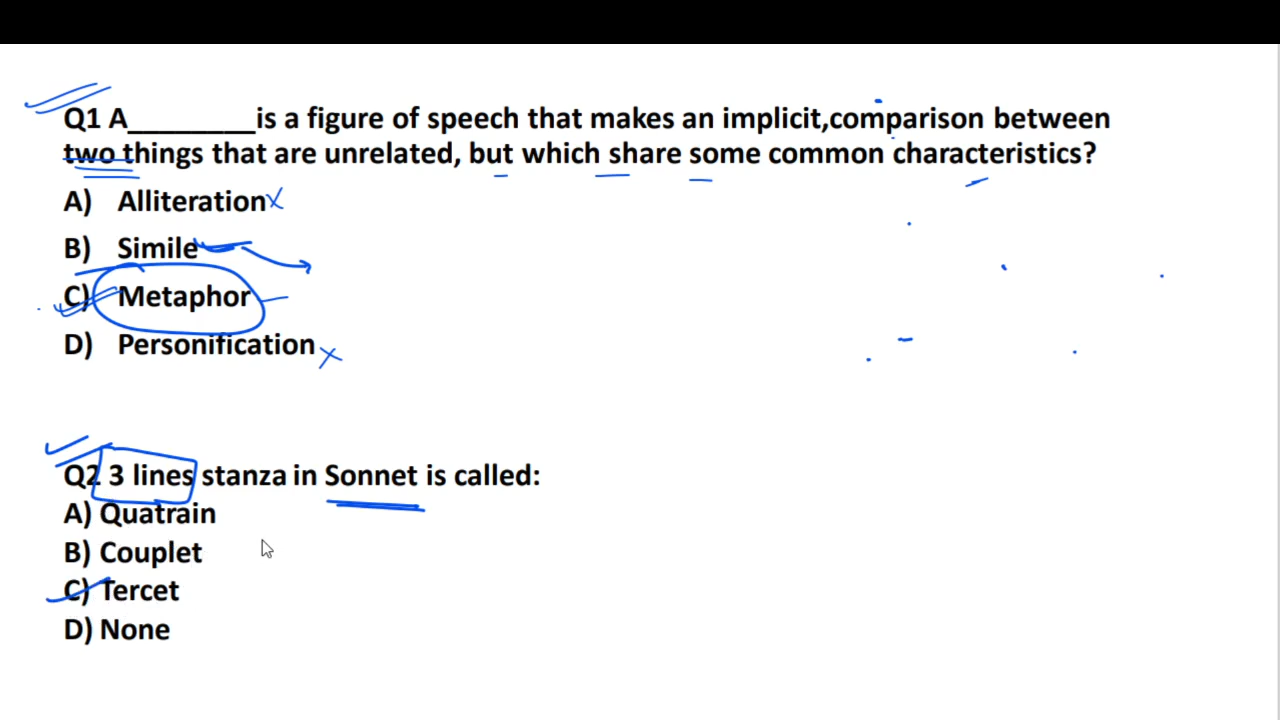 Q1 A_________is a figure of speech that makes an implicit,comparison between
two things that are unrelated, but which share some common characteristics?
A) Alliteration
B) Simile
C) Metaphor
D) Personification
Q2 3 lines stanza in Sonnet is called:
A) Quatrain
B) Couplet
C) Tercet
D) None